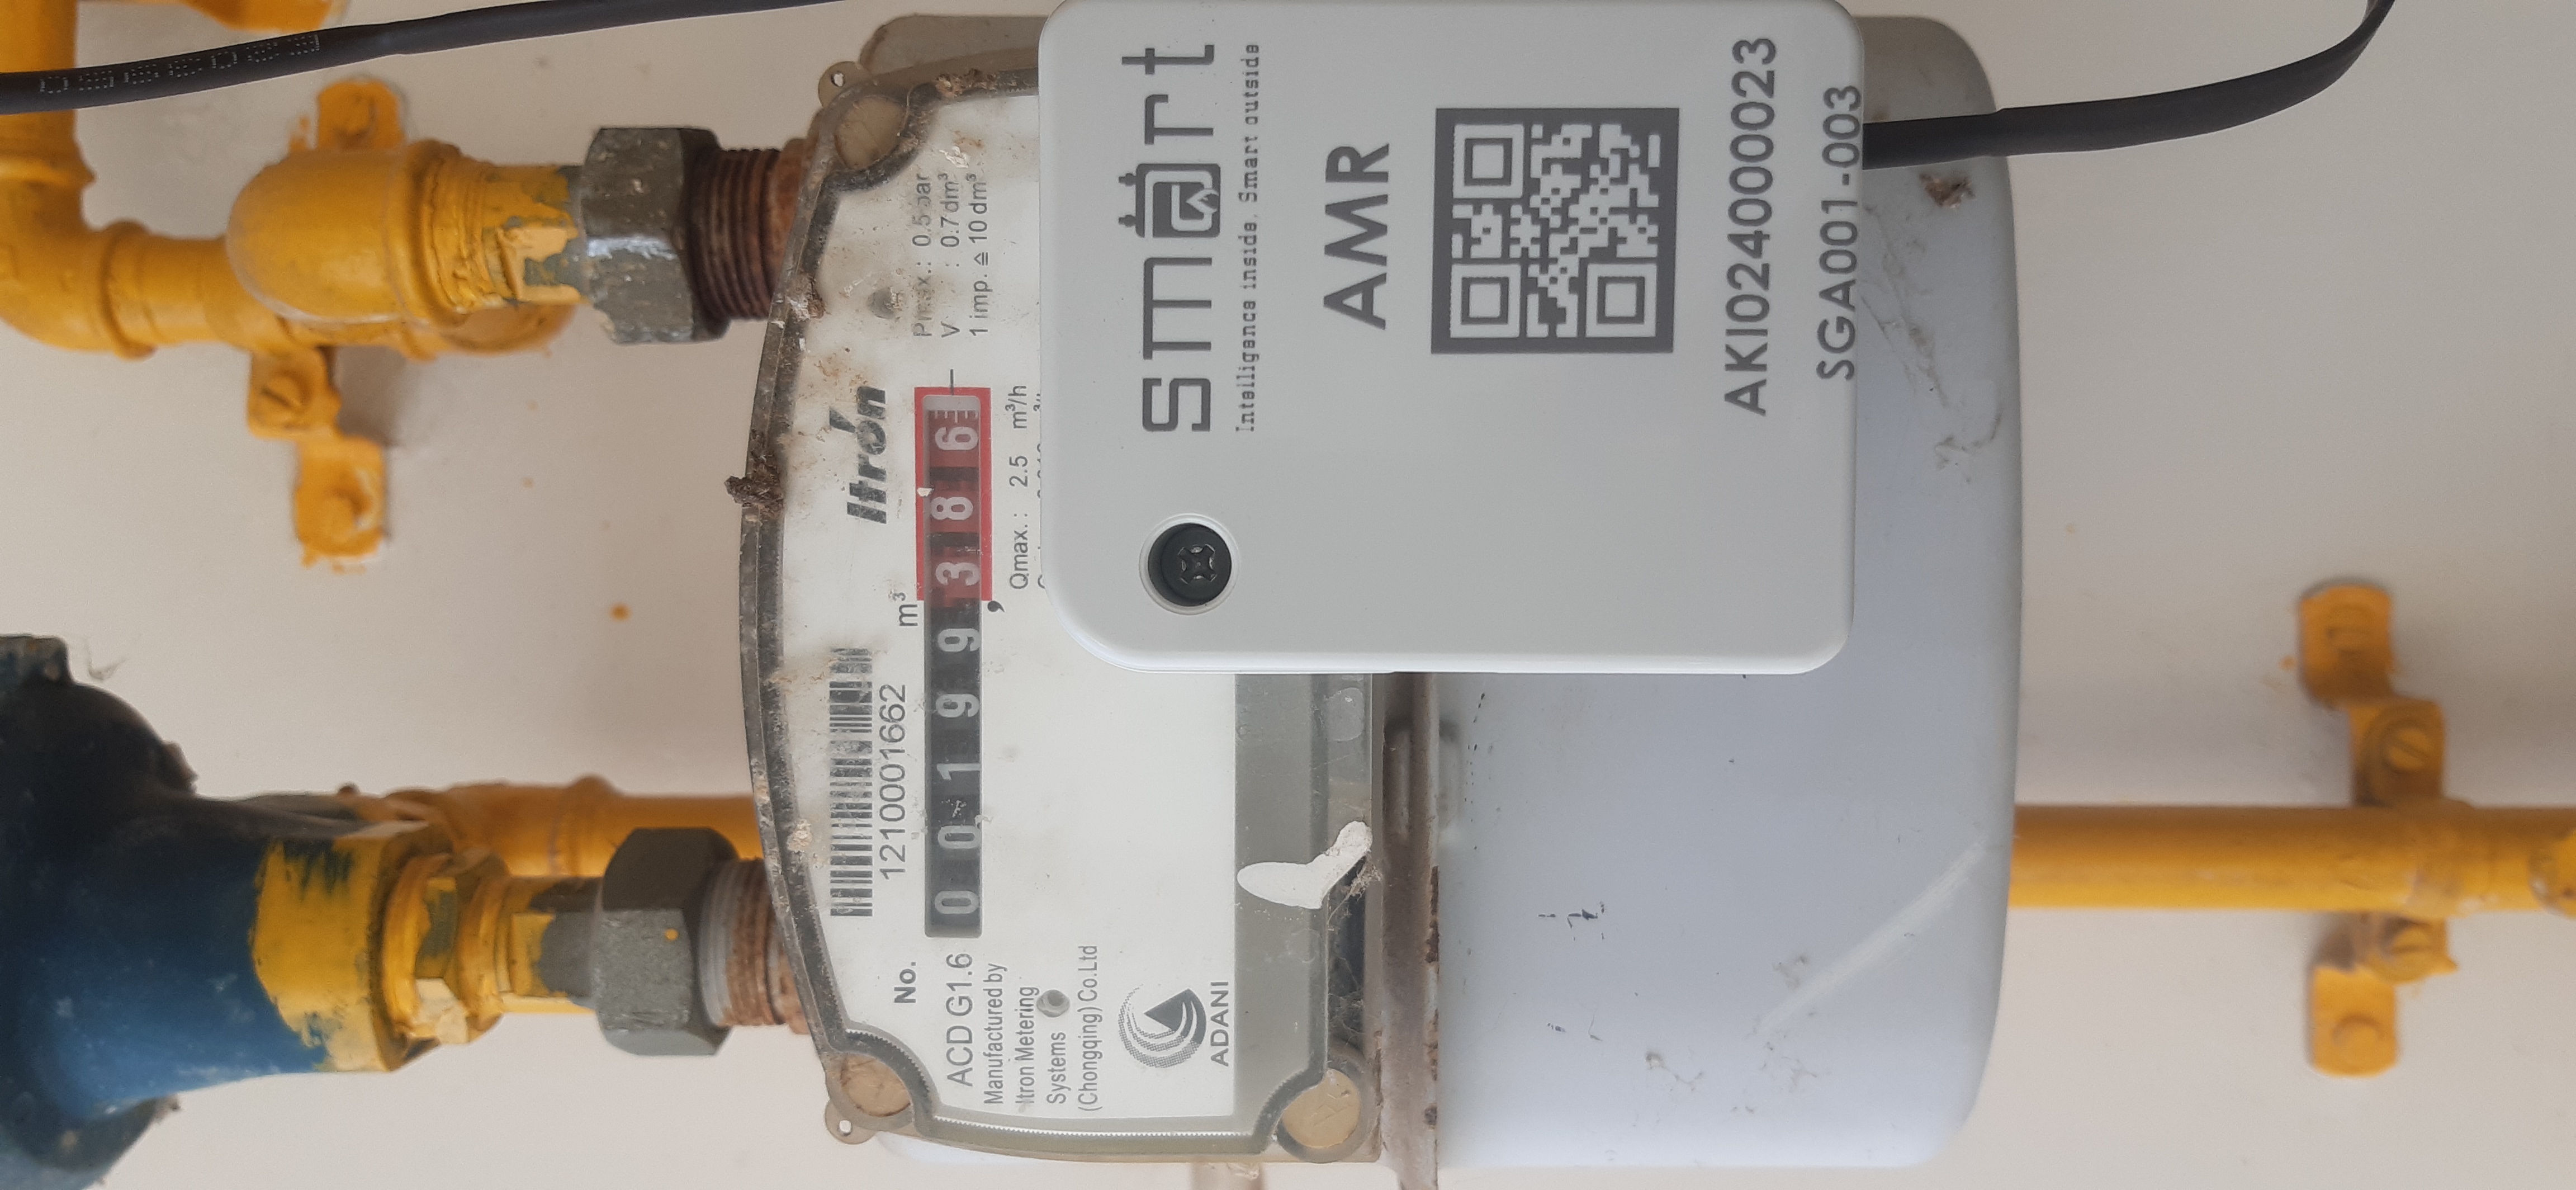 1210001662
Itrón
No.
m³
ACD G1.6
0 0 1 9 9 , 3 8 6
Pmax.: 0.5 bar
V : 0.7 dm³
1 imp. ≙ 10 dm³
Manufactured by
Itron Metering
Systems
(Chongqing) Co.Ltd
Qmax.: 2.5 m³/h
ADANI
smart
Intelligence inside, Smart outside
AMR
AKI024000023
SGA001-003